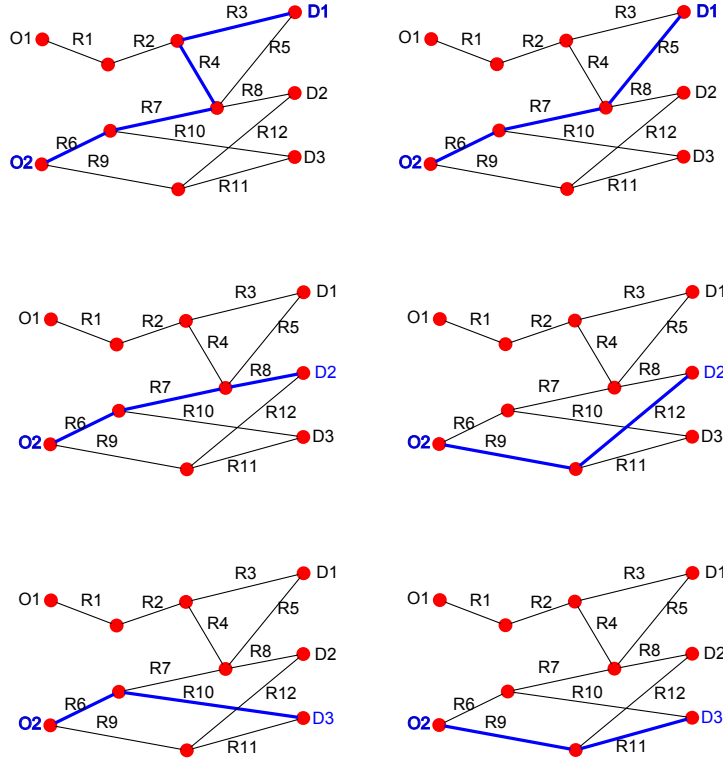 R3 D1 R3 D1
O1 R1 R2 O1 R1 R2
R4 R5 R4 R5
R7 R8 D2 R7 R8 D2
R6 R10 R12 R6 R10 R12
O2 R9 D3 O2 R9 D3
R11 R11
R3 D1 R3 D1
O1 R1 R2 O1 R1 R2
R4 R5 R4 R5
R7 R8 D2 R7 R8 D2
R6 R10 R12 R6 R10 R12
O2 R9 D3 O2 R9 D3
R11 R11
R3 D1 R3 D1
O1 R1 R2 O1 R1 R2
R4 R5 R4 R5
R7 R8 D2 R7 R8 D2
R6 R10 R12 R6 R10 R12
O2 R9 D3 O2 R9 D3
R11 R11